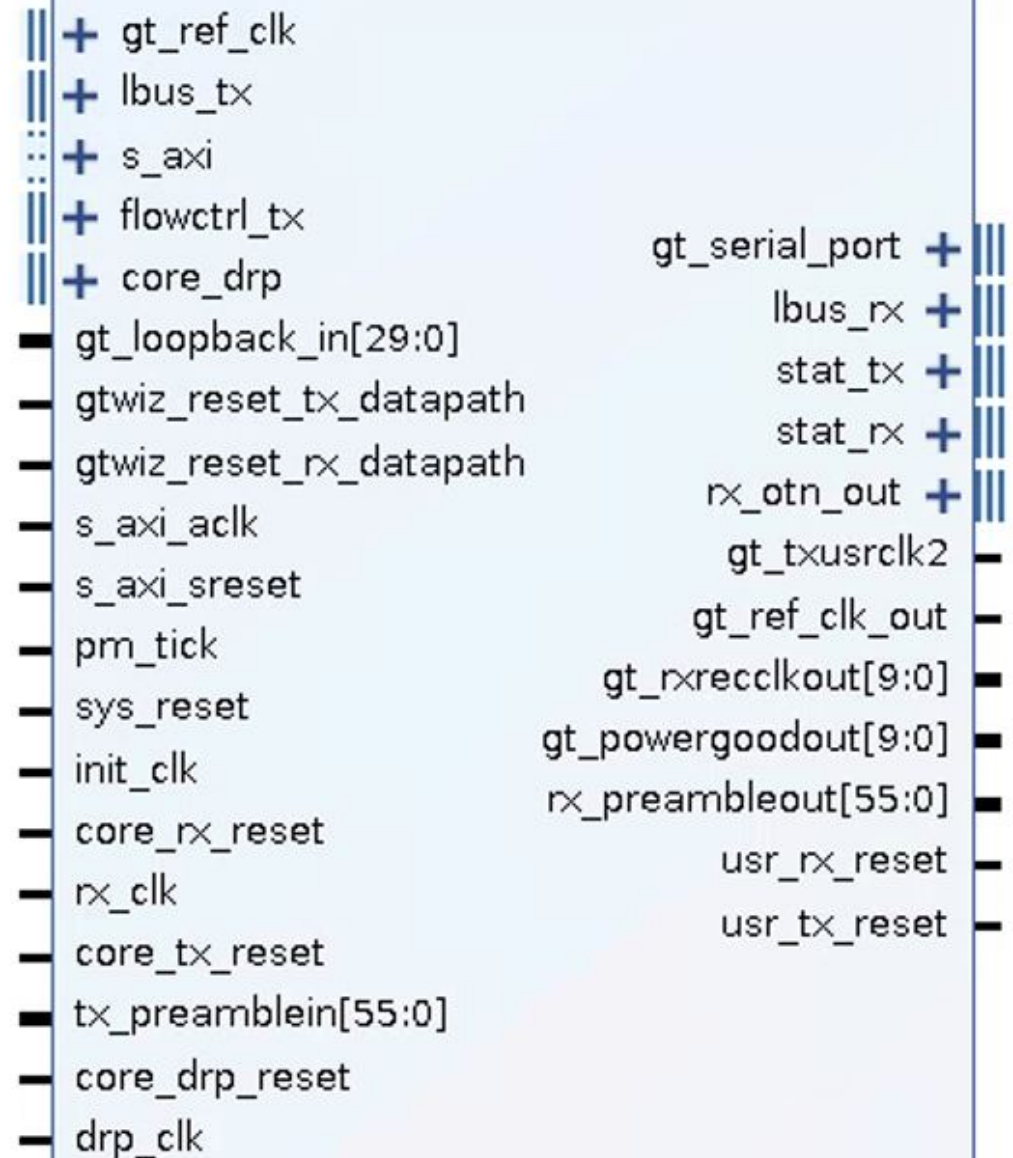 gt_ref_clk
lbus_tx
s_axi
flowctrl_tx
core_drp
gt_loopback_in[29:0]
gtwiz_reset_tx_datapath
gtwiz_reset_rx_datapath
s_axi_aclk
s_axi_sreset
pm_tick
sys_reset
init_clk
core_rx_reset
rx_clk
core_tx_reset
tx_preamblein[55:0]
core_drp_reset
drp_clk
gt_serial_port
lbus_rx
stat_tx
stat_rx
rx_otn_out
gt_txusrclk2
gt_ref_clk_out
gt_rxrecclkout[9:0]
gt_powergoodout[9:0]
rx_preambleout[55:0]
usr_rx_reset
usr_tx_reset